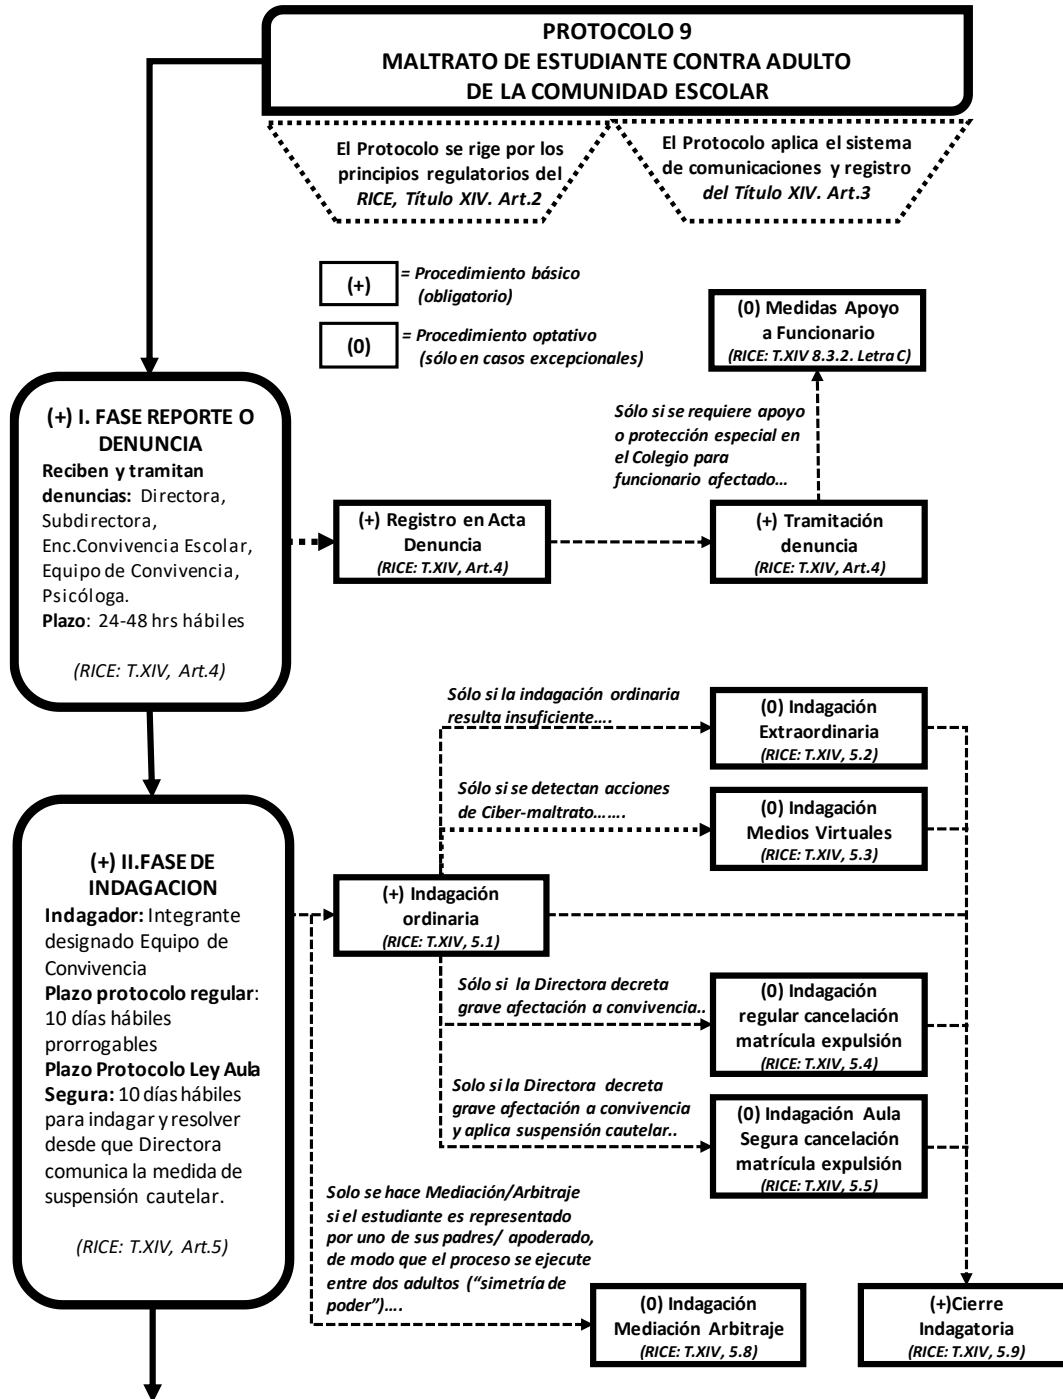 PROTOCOLO 9
MALTRATO DE ESTUDIANTE CONTRA ADULTO
DE LA COMUNIDAD ESCOLAR
El Protocolo se rige por los
principios regulatorios del
RICE, Título XIV. Art.2
El Protocolo aplica el sistema
de comunicaciones y registro
del Título XIV. Art.3
(+)
= Procedimiento básico
(obligatorio)
(0)
= Procedimiento optativo
(sólo en casos excepcionales)
(0) Medidas Apoyo
a Funcionario
(RICE: T.XIV 8.3.2. Letra C)
(+) I. FASE REPORTE O
DENUNCIA
Reciben y tramitan
denuncias: Directora,
Subdirectora,
Enc.Convivencia Escolar,
Equipo de Convivencia,
Psicóloga.
Plazo: 24-48 hrs hábiles
(RICE: T.XIV, Art.4)
Sólo si se requiere apoyo
o protección especial en
el Colegio para
funcionario afectado...
(+) Registro en Acta
Denuncia
(RICE: T.XIV, Art.4)
(+) Tramitación
denuncia
(RICE: T.XIV, Art.4)
Sólo si la indagación ordinaria
resulta insuficiente....
(0) Indagación
Extraordinaria
(RICE: T.XIV, 5.2)
Sólo si se detectan acciones
de Ciber-maltrato.......
(0) Indagación
Medios Virtuales
(RICE: T.XIV, 5.3)
(+) II.FASE DE
INDAGACION
Indagador: Integrante
designado Equipo de
Convivencia
Plazo protocolo regular:
10 días hábiles
prorrogables
Plazo Protocolo Ley Aula
Segura: 10 días hábiles
para indagar y resolver
desde que Directora
comunica la medida de
suspensión cautelar.
(RICE: T.XIV, Art.5)
(+) Indagación
ordinaria
(RICE: T.XIV, 5.1)
Sólo si la Directora decreta
grave afectación a convivencia..
(0) Indagación
regular cancelación
matrícula expulsión
(RICE: T.XIV, 5.4)
Solo si la Directora decreta
grave afectación a convivencia
y aplica suspensión cautelar..
(0) Indagación Aula
Segura cancelación
matrícula expulsión
(RICE: T.XIV, 5.5)
Solo se hace Mediación/Arbitraje
si el estudiante es representado
por uno de sus padres/ apoderado,
de modo que el proceso se ejecute
entre dos adultos (“simetría de
poder”)....
(0) Indagación
Mediación Arbitraje
(RICE: T.XIV, 5.8)
(+)Cierre
Indagatoria
(RICE: T.XIV, 5.9)